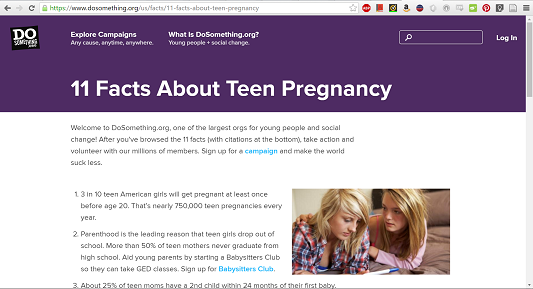 https://www.dosomething.org/us/facts/11-facts-about-teen-pregnancy
DO
SOMETHING
Explore Campaigns
Any cause, anytime, anywhere.
What Is DoSomething.org?
Young people + social change.
Log In
11 Facts About Teen Pregnancy
Welcome to DoSomething.org, one of the largest orgs for young people and social
change! After you've browsed the 11 facts (with citations at the bottom), take action and
volunteer with our millions of members. Sign up for a campaign and make the world
suck less.
1. 3 in 10 teen American girls will get pregnant at least once
before age 20. That's nearly 750,000 teen pregnancies every
year.
2. Parenthood is the leading reason that teen girls drop out of
school. More than 50% of teen mothers never graduate from
high school. Aid young parents by starting a Babysitters Club
so they can take GED classes. Sign up for Babysitters Club.
3. About 25% of teen moms have a 2nd child within 24 months of their first baby.